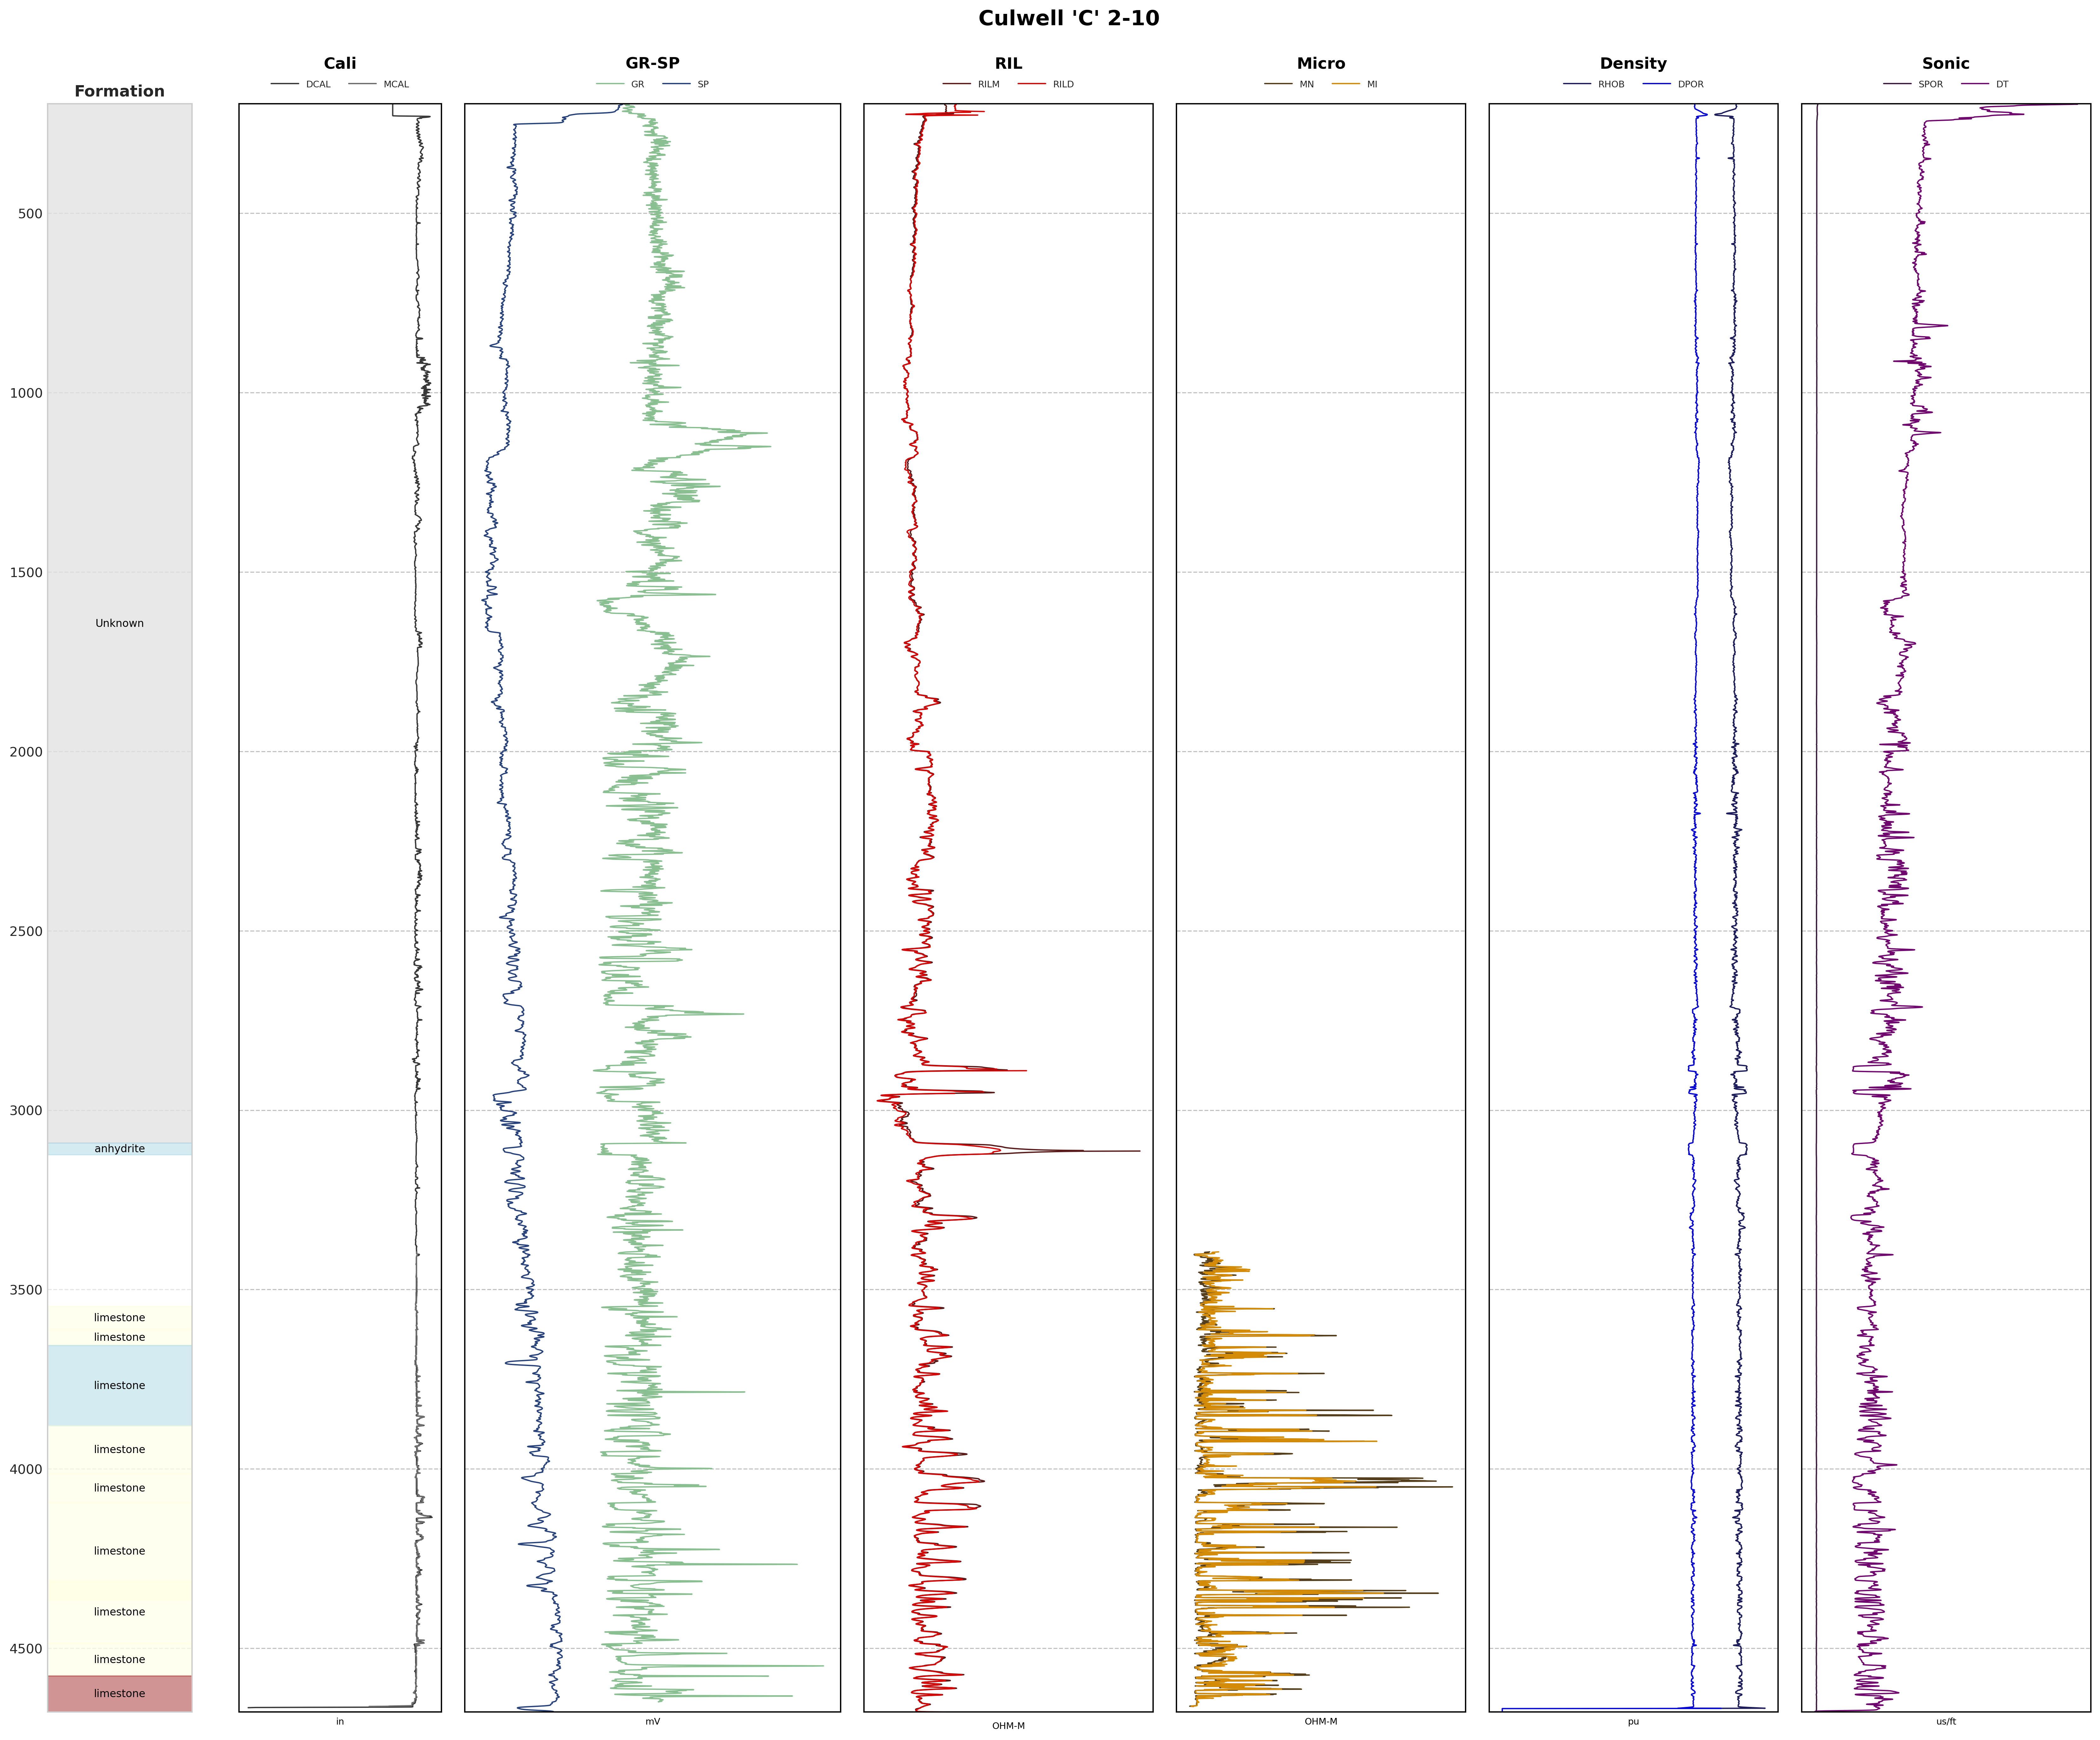 Culwell 'C' 2-10
Formation
Cali
GR-SP
RIL
Micro
Density
Sonic
DCAL MCAL
GR SP
RILM RILD
MN MI
RHOB DPOR
SPOR DT
500
1000
1500
2000
2500
3000
3500
4000
4500
Unknown
anhydrite
limestone
limestone
limestone
limestone
limestone
limestone
limestone
limestone
limestone
in
mV
OHM-M
OHM-M
pu
us/ft